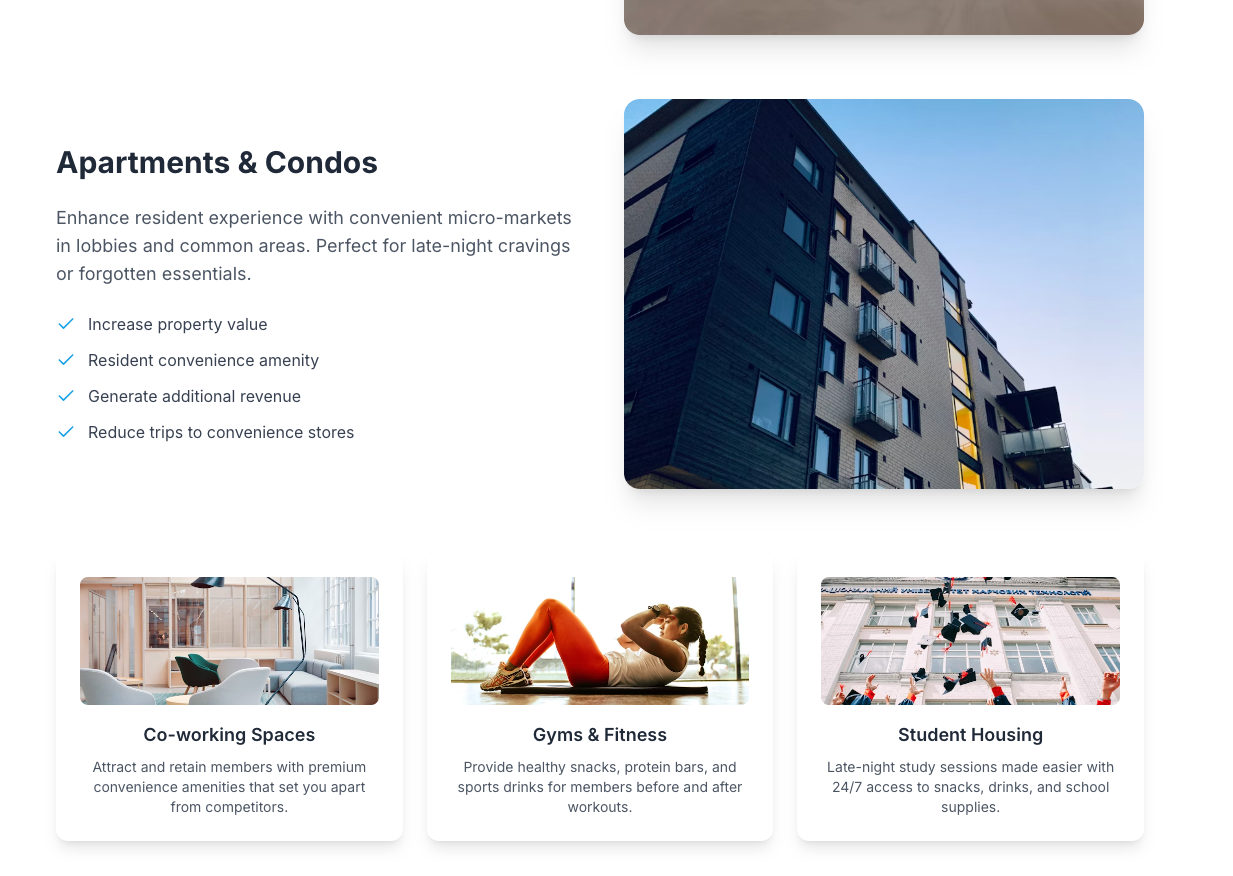 Apartments & Condos
Enhance resident experience with convenient micro-markets
in lobbies and common areas. Perfect for late-night cravings
or forgotten essentials.
Increase property value
Resident convenience amenity
Generate additional revenue
Reduce trips to convenience stores
УНІВЕРСИТЕТ ХАРЧОВИХ ТЕХНОЛОГІЙ
Co-working Spaces
Attract and retain members with premium
convenience amenities that set you apart
from competitors.
Gyms & Fitness
Provide healthy snacks, protein bars, and
sports drinks for members before and after
workouts.
Student Housing
Late-night study sessions made easier with
24/7 access to snacks, drinks, and school
supplies.